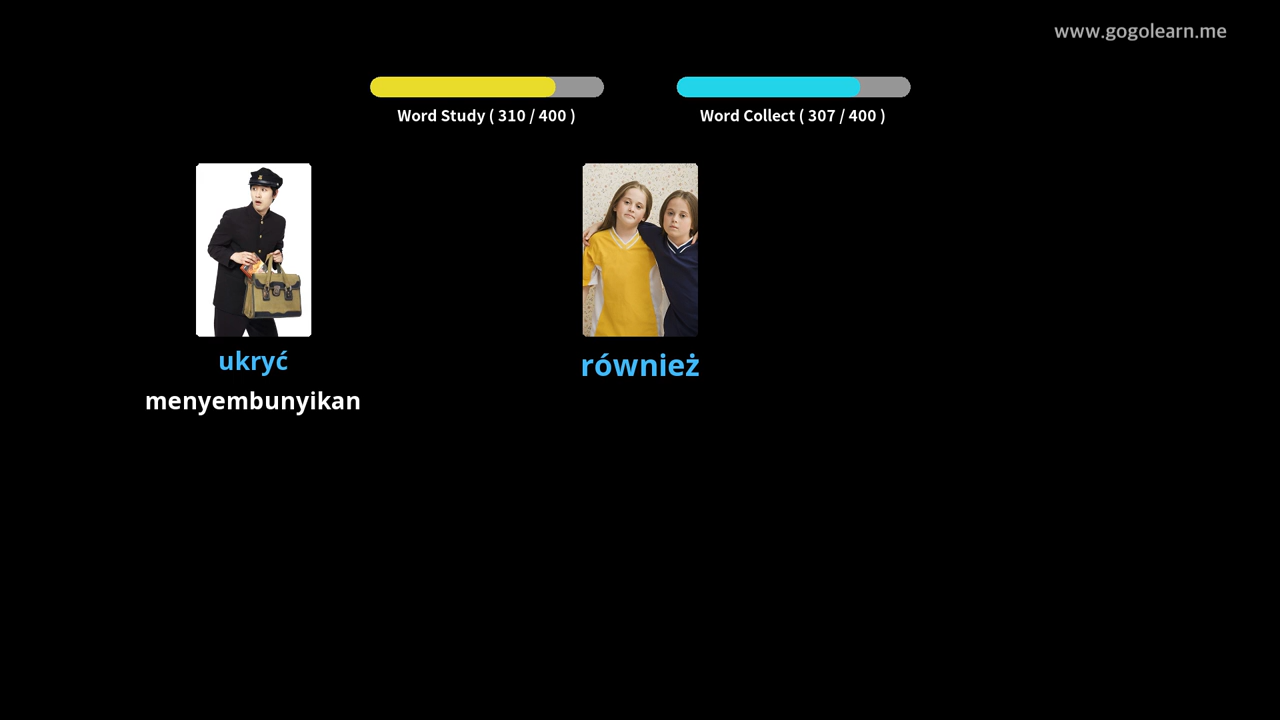 www.gogolearn.me
Word Study ( 310 / 400 )
Word Collect ( 307 / 400 )
ukryć
menyembunyikan
również